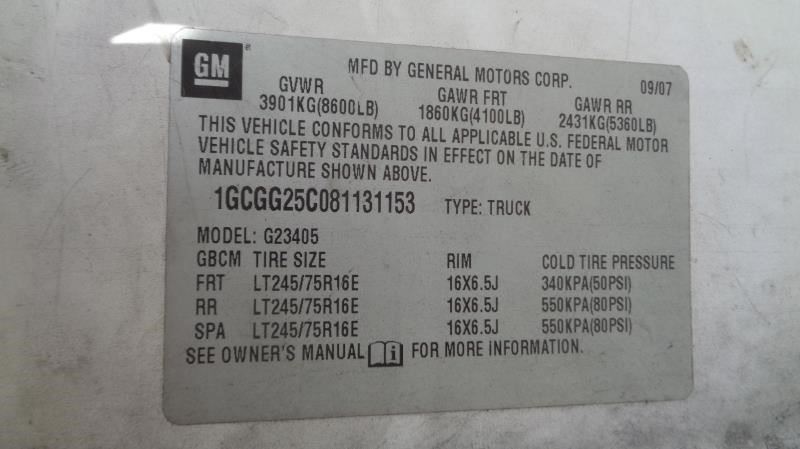 GM
MFD BY GENERAL MOTORS CORP. 09/07
GVWR GAWR FRT GAWR RR
3901KG(8600LB) 1860KG(4100LB) 2431KG(5360LB)
THIS VEHICLE CONFORMS TO ALL APPLICABLE U.S. FEDERAL MOTOR
VEHICLE SAFETY STANDARDS IN EFFECT ON THE DATE OF
MANUFACTURE SHOWN ABOVE.
1GCGG25C081131153 TYPE: TRUCK
MODEL: G23405
GBCM TIRE SIZE RIM COLD TIRE PRESSURE
FRT LT245/75R16E 16X6.5J 340KPA(50PSI)
RR LT245/75R16E 16X6.5J 550KPA(80PSI)
SPA LT245/75R16E 16X6.5J 550KPA(80PSI)
SEE OWNER'S MANUAL FOR MORE INFORMATION.